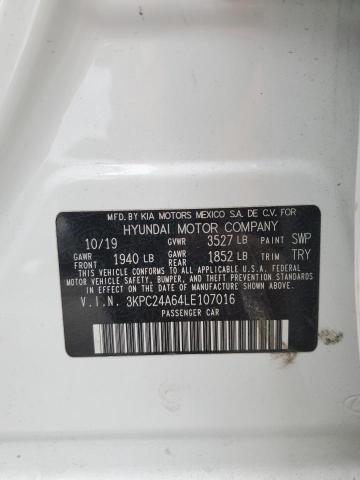 MFD.BY KIA MOTORS MEXICO S.A. DE C.V. FOR
HYUNDAI MOTOR COMPANY
10/19 GVWR 3527 LB PAINT SWP
GAWR FRONT 1940 LB GAWR REAR 1852 LB TRIM TRY
THIS VEHICLE CONFORMS TO ALL APPLICABLE U.S. FEDERAL MOTOR
VEHICLE SAFETY, BUMPER, AND THEFT PREVENTION STANDARDS
IN EFFECT ON THE DATE OF MANUFACTURE SHOWN ABOVE.
V.I.N. 3KPC24A64LE107016
PASSENGER CAR